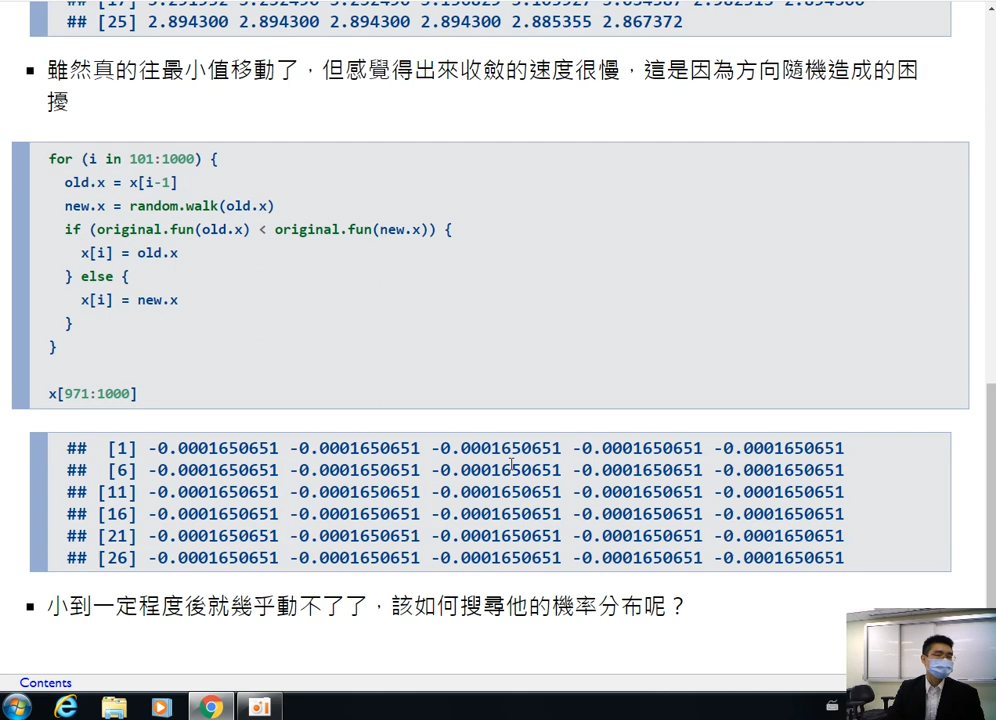 ## [25] 2.894300 2.894300 2.894300 2.894300 2.885355 2.867372
▪ 雖然真的往最小值移動了，但感覺得出來收斂的速度很慢，這是因為方向隨機造成的困
擾
for (i in 101:1000) {
  old.x = x[i-1]
  new.x = random.walk(old.x)
  if (original.fun(old.x) < original.fun(new.x)) {
    x[i] = old.x
  } else {
    x[i] = new.x
  }
}
x[971:1000]
##  [1] -0.0001650651 -0.0001650651 -0.0001650651 -0.0001650651 -0.0001650651
##  [6] -0.0001650651 -0.0001650651 -0.0001650651 -0.0001650651 -0.0001650651
## [11] -0.0001650651 -0.0001650651 -0.0001650651 -0.0001650651 -0.0001650651
## [16] -0.0001650651 -0.0001650651 -0.0001650651 -0.0001650651 -0.0001650651
## [21] -0.0001650651 -0.0001650651 -0.0001650651 -0.0001650651 -0.0001650651
## [26] -0.0001650651 -0.0001650651 -0.0001650651 -0.0001650651 -0.0001650651
▪ 小到一定程度後就幾乎動不了了，該如何搜尋他的機率分布呢？
Contents